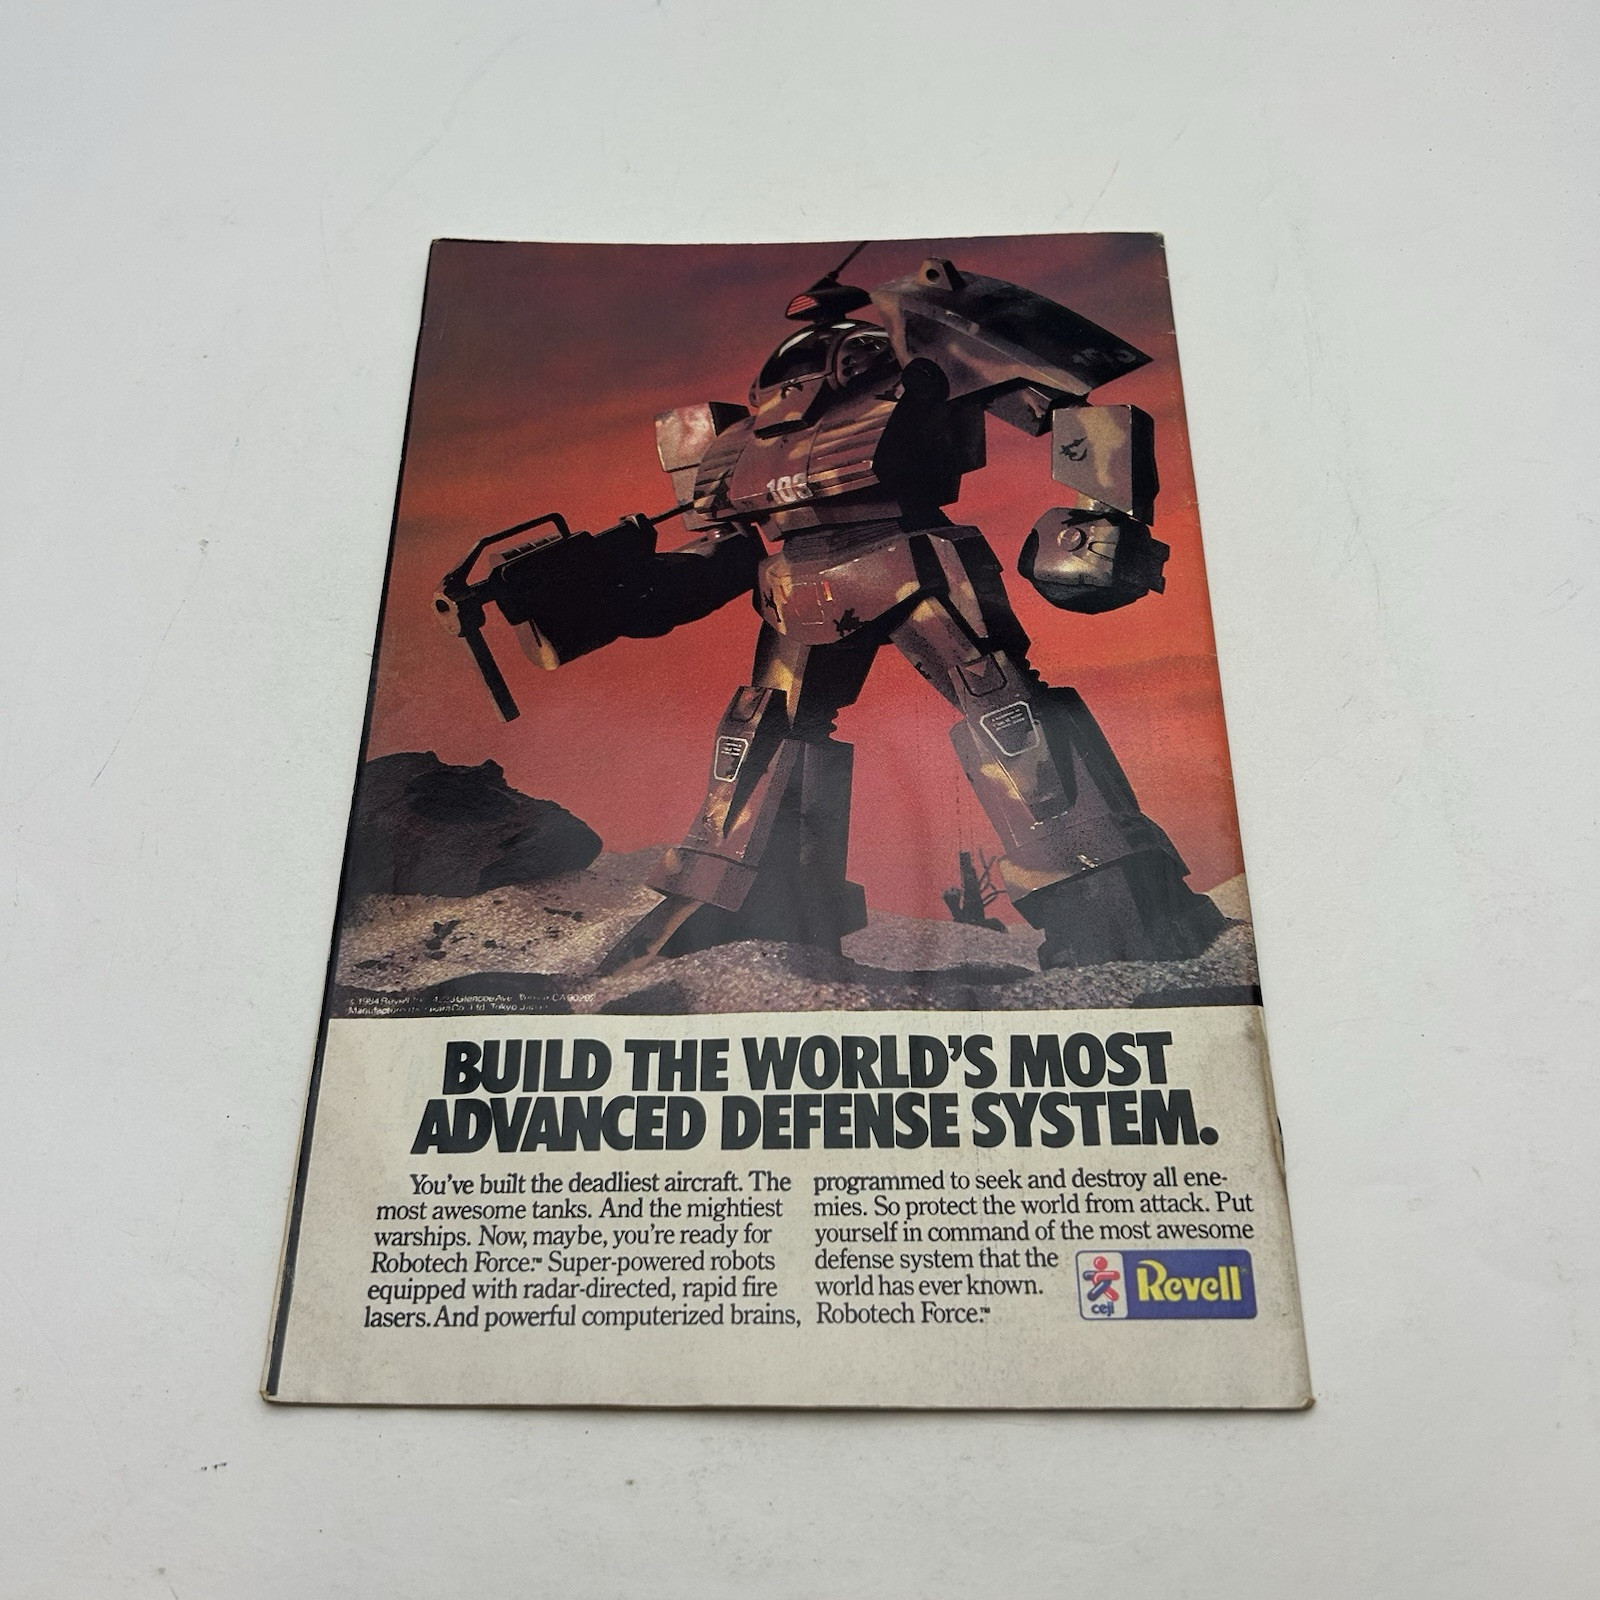 103
© 1984 Revell
Tokyo
BUILD THE WORLD'S MOST
ADVANCED DEFENSE SYSTEM.
You've built the deadliest aircraft. The
most awesome tanks. And the mightiest
warships. Now, maybe, you're ready for
Robotech Force.™ Super-powered robots
equipped with radar-directed, rapid fire
lasers. And powerful computerized brains,
programmed to seek and destroy all ene-
mies. So protect the world from attack. Put
yourself in command of the most awesome
defense system that the
world has ever known.
Robotech Force.™
ceji
Revell